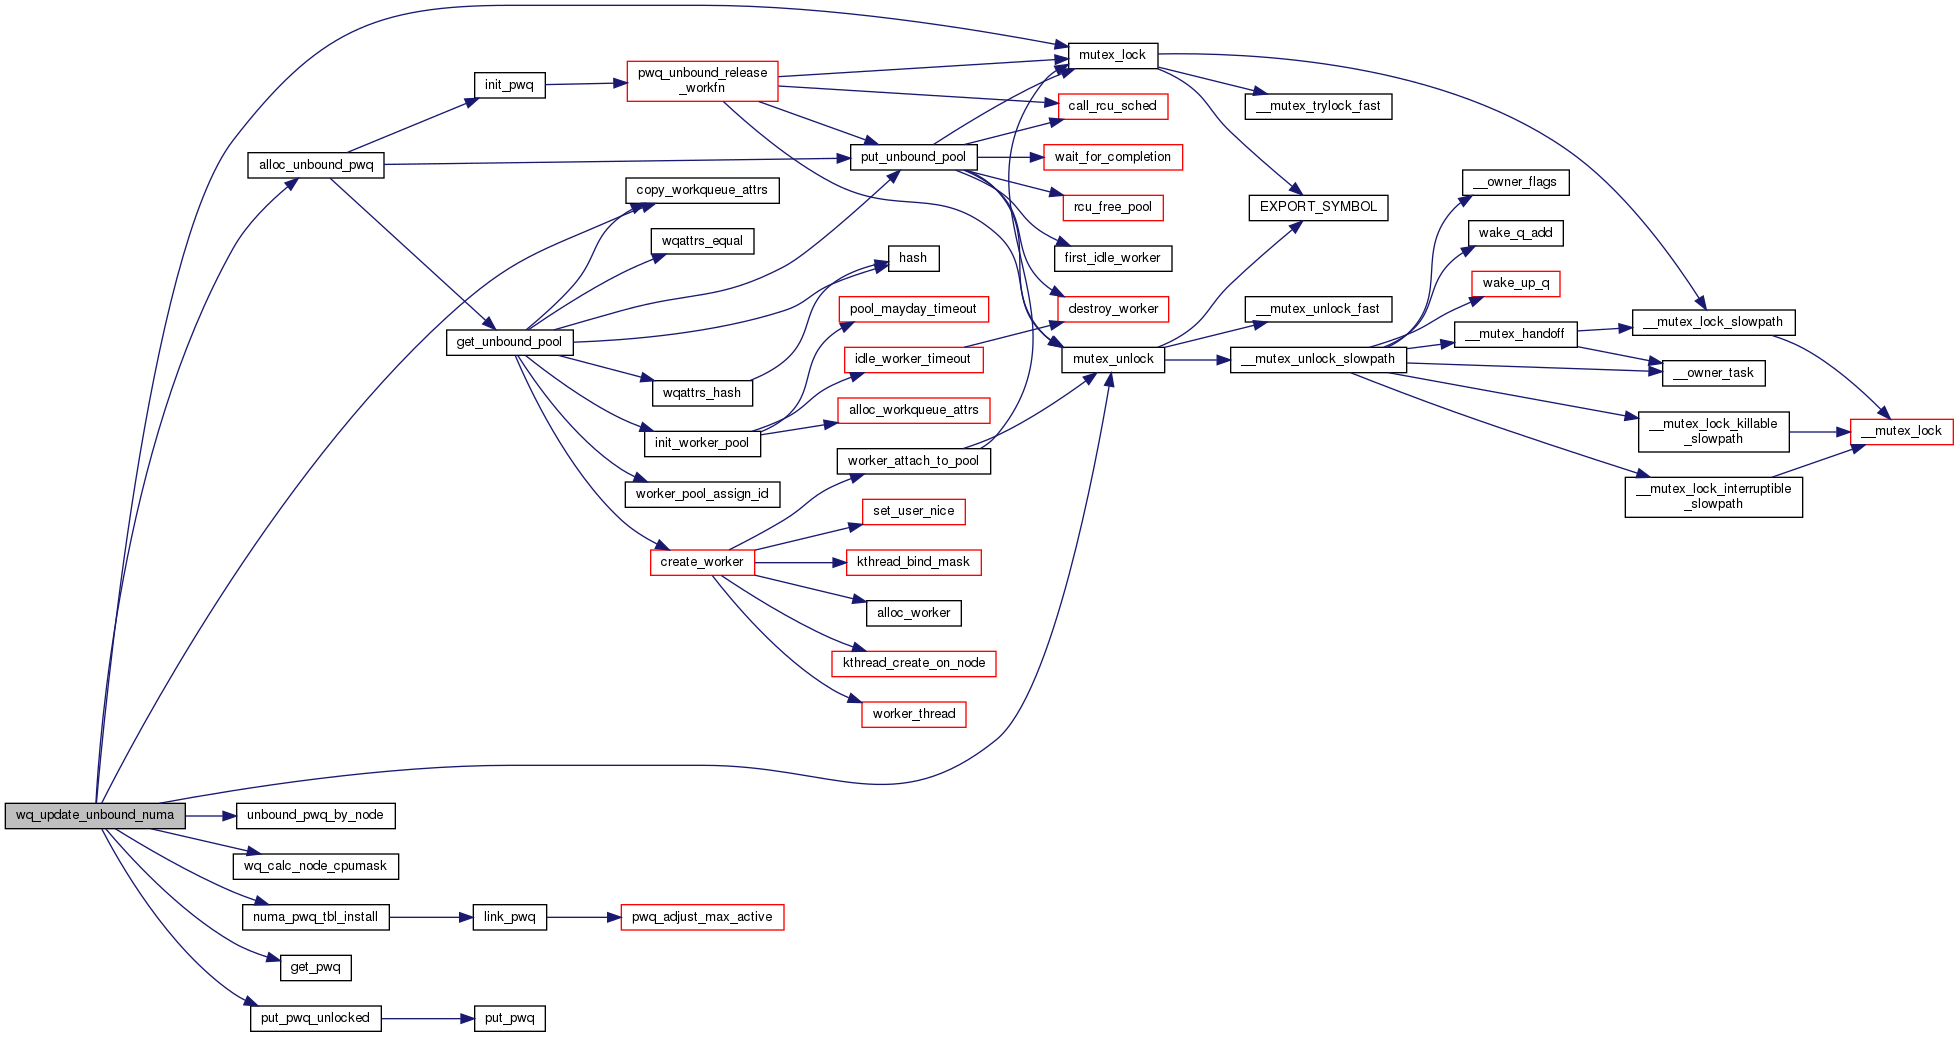 mutex_lock
init_pwq
pwq_unbound_release
_workfn
call_rcu_sched
__mutex_trylock_fast
alloc_unbound_pwq
put_unbound_pool
wait_for_completion
copy_workqueue_attrs
rcu_free_pool
EXPORT_SYMBOL
__owner_flags
wqattrs_equal
hash
first_idle_worker
wake_q_add
pool_mayday_timeout
destroy_worker
__mutex_unlock_fast
wake_up_q
__mutex_lock_slowpath
get_unbound_pool
idle_worker_timeout
mutex_unlock
__mutex_unlock_slowpath
__mutex_handoff
__owner_task
wqattrs_hash
alloc_workqueue_attrs
init_worker_pool
__mutex_lock_killable
_slowpath
__mutex_lock
worker_attach_to_pool
worker_pool_assign_id
__mutex_lock_interruptible
_slowpath
set_user_nice
create_worker
kthread_bind_mask
alloc_worker
kthread_create_on_node
worker_thread
wq_update_unbound_numa
unbound_pwq_by_node
wq_calc_node_cpumask
numa_pwq_tbl_install
link_pwq
pwq_adjust_max_active
get_pwq
put_pwq_unlocked
put_pwq